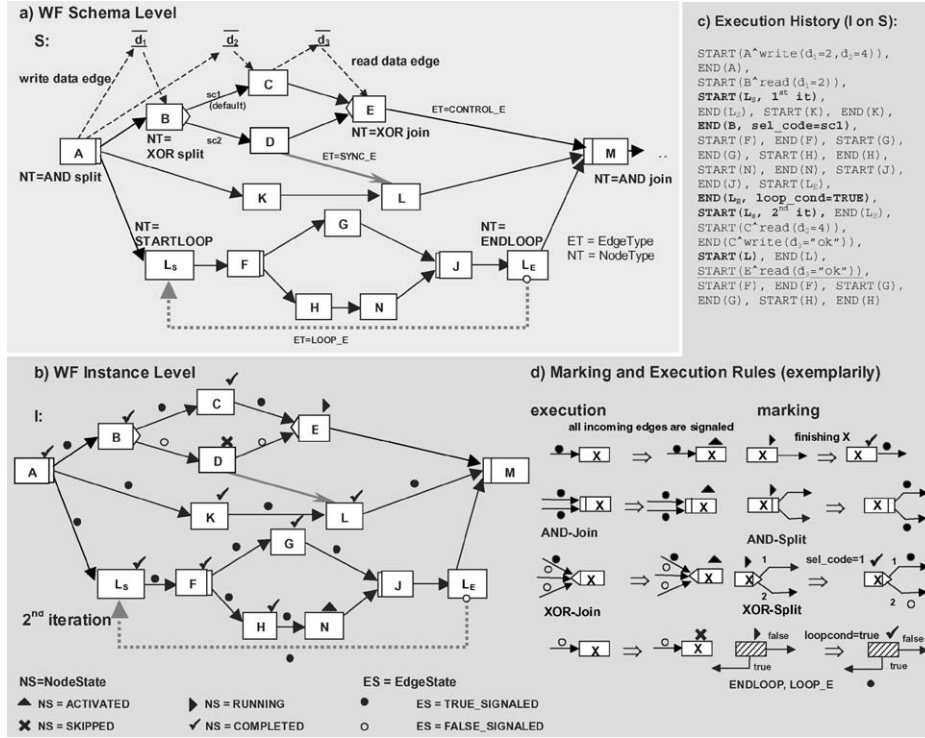 a) WF Schema Level
S:
d1
d2
d3
write data edge
read data edge
C
sc1
(default)
B
E
ET=CONTROL_E
NT=
XOR split
NT=XOR join
sc2
D
A
M
..
NT=AND split
ET=SYNC_E
NT=AND join
K
L
NT=
STARTLOOP
G
NT=
ENDLOOP
ET = EdgeType
NT = NodeType
LS
F
J
LE
H
N
ET=LOOP_E
c) Execution History (I on S):
START(A^write(d1=2,d2=4)),
END(A),
START(B^read(d1=2)),
START(LS, 1st it),
END(LS), START(K), END(K),
END(B, sel_code=sc1),
START(F), END(F), START(G),
END(G), START(H), END(H),
START(N), END(N), START(J),
END(J), START(LE),
END(LE, loop_cond=TRUE),
START(LS, 2nd it), END(LS),
START(C^read(d2=4)),
END(C^write(d3="ok")),
START(L), END(L),
START(E^read(d3="ok")),
START(F), END(F), START(G),
END(G), START(H), END(H)
b) WF Instance Level
I:
C
B
E
D
A
M
K
L
G
LS
F
J
LE
2nd iteration
H
N
NS=NodeState
ES = EdgeState
NS = ACTIVATED
NS = RUNNING
ES = TRUE_SIGNALED
NS = SKIPPED
NS = COMPLETED
ES = FALSE_SIGNALED
d) Marking and Execution Rules (exemplarily)
execution
marking
all incoming edges are signaled
finishing X
X
X
X
X
X
X
X
X
AND-Join
AND-Split
sel_code=1
X
X
X
1
2
X
1
2
XOR-Join
XOR-Split
X
X
X
false
true
loopcond=true
X
false
true
ENDLOOP, LOOP_E